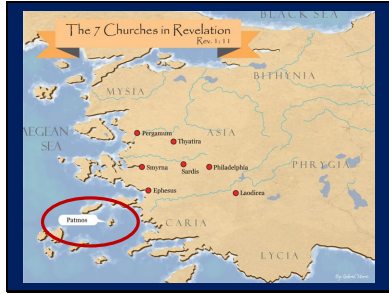 The 7 Churches in Revelation
Rev. 1:11
BLACK SEA
BITHYNIA
MYSIA
AEGEAN
SEA
Pergamum
ASIA
Thyatira
Smyrna
Sardis
Philadelphia
PHRYGIA
Ephesus
Laodicea
Patmos
CARIA
LYCIA